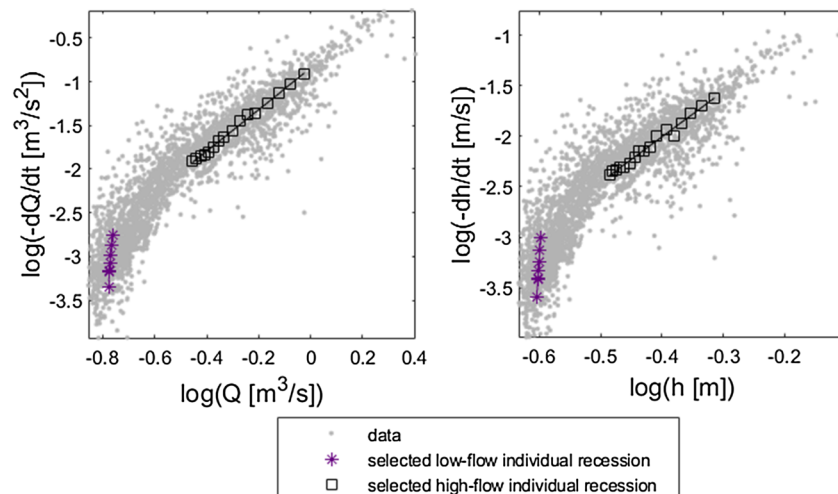 -0.5
-1
-1.5
-2
-2.5
-3
-3.5
-0.8 -0.6 -0.4 -0.2 0 0.2 0.4
log(-dQ/dt [m³/s²])
log(Q [m³/s])
-1
-1.5
-2
-2.5
-3
-3.5
-0.6 -0.5 -0.4 -0.3 -0.2
log(-dh/dt [m/s])
log(h [m])
data
selected low-flow individual recession
selected high-flow individual recession